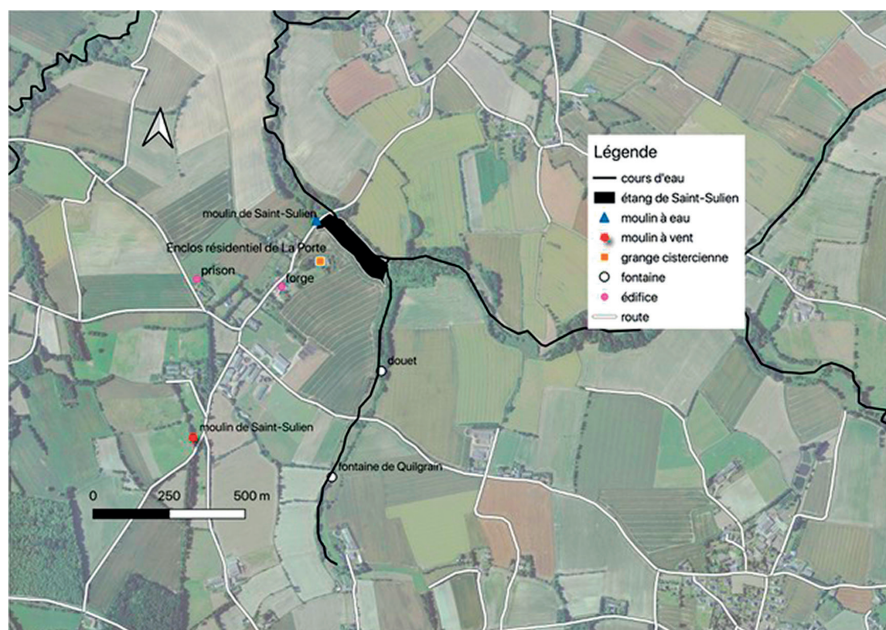 Légende
cours d'eau
étang de Saint-Sulien
moulin à eau
moulin à vent
grange cistercienne
fontaine
édifice
route
moulin de Saint-Sulien
Enclos résidentiel de La Porte
prison
forge
douet
moulin de Saint-Sulien
fontaine de Quilgrain
0 250 500 m